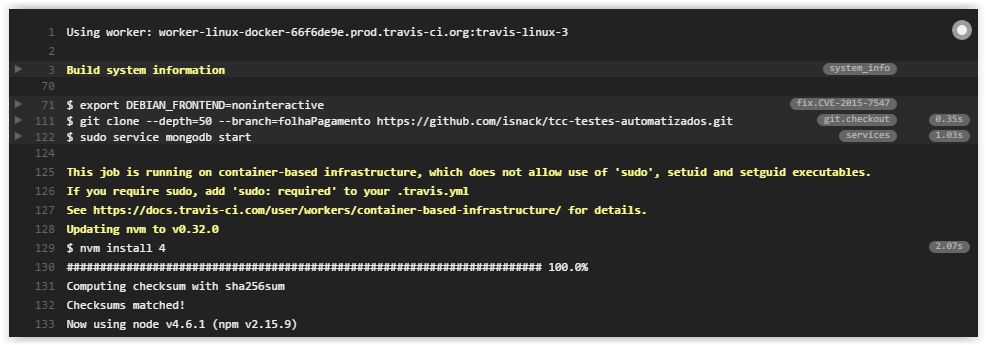 1 Using worker: worker-linux-docker-66f6de9e.prod.travis-ci.org:travis-linux-3
2
3 Build system information system_info
70
71 $ export DEBIAN_FRONTEND=noninteractive fix.CVE-2015-7547
111 $ git clone --depth=50 --branch=folhaPagamento https://github.com/isnack/tcc-testes-automatizados.git git.checkout 0.35s
122 $ sudo service mongodb start services 1.03s
124
125 This job is running on container-based infrastructure, which does not allow use of 'sudo', setuid and setguid executables.
126 If you require sudo, add 'sudo: required' to your .travis.yml
127 See https://docs.travis-ci.com/user/workers/container-based-infrastructure/ for details.
128 Updating nvm to v0.32.0
129 $ nvm install 4 2.07s
130 ######################################################################## 100.0%
131 Computing checksum with sha256sum
132 Checksums matched!
133 Now using node v4.6.1 (npm v2.15.9)